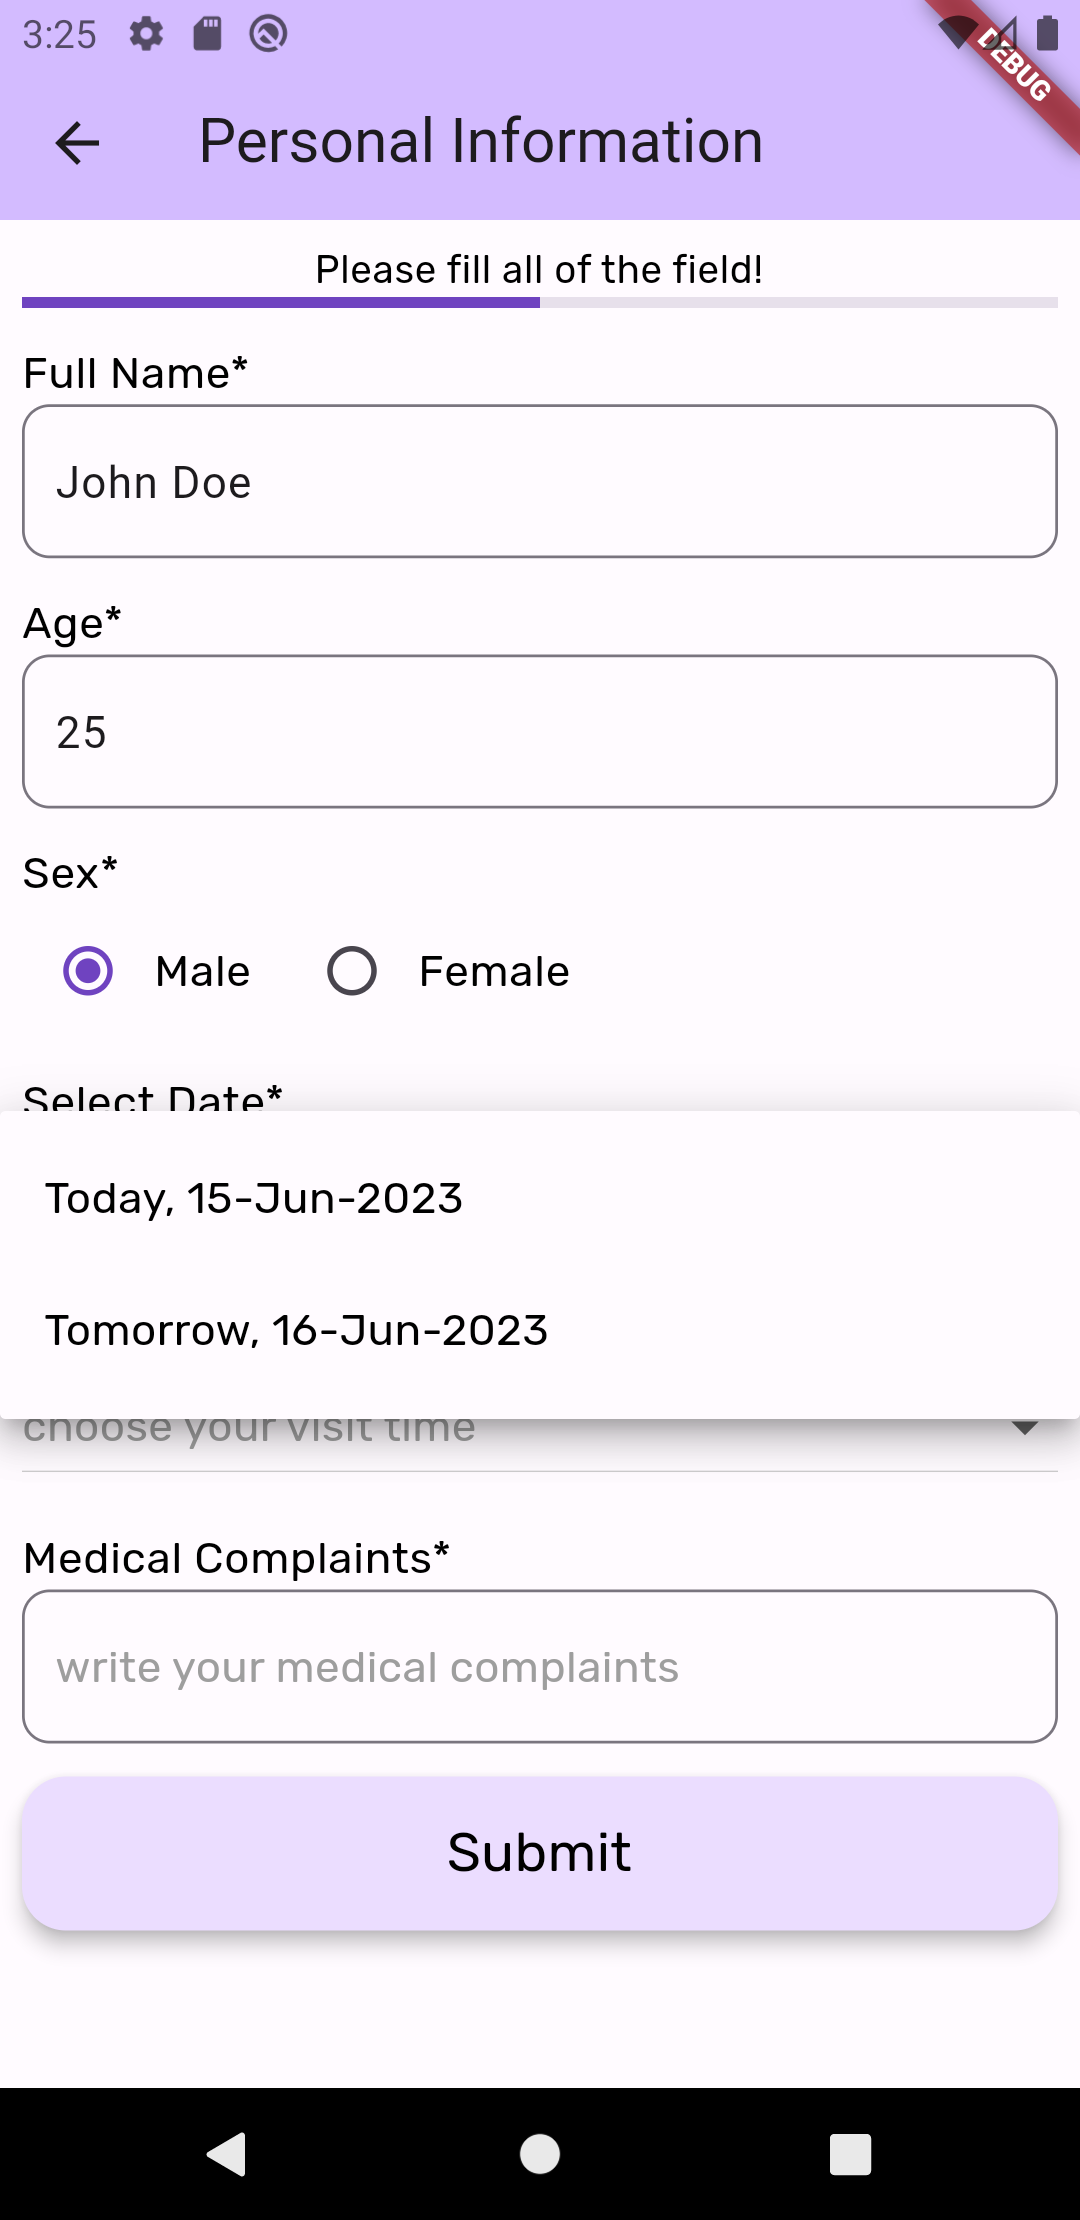 3:25
DEBUG
Personal Information
Please fill all of the field!
Full Name*
John Doe
Age*
25
Sex*
Male Female
Select Date*
Today, 15-Jun-2023
Tomorrow, 16-Jun-2023
choose your visit time
Medical Complaints*
write your medical complaints
Submit